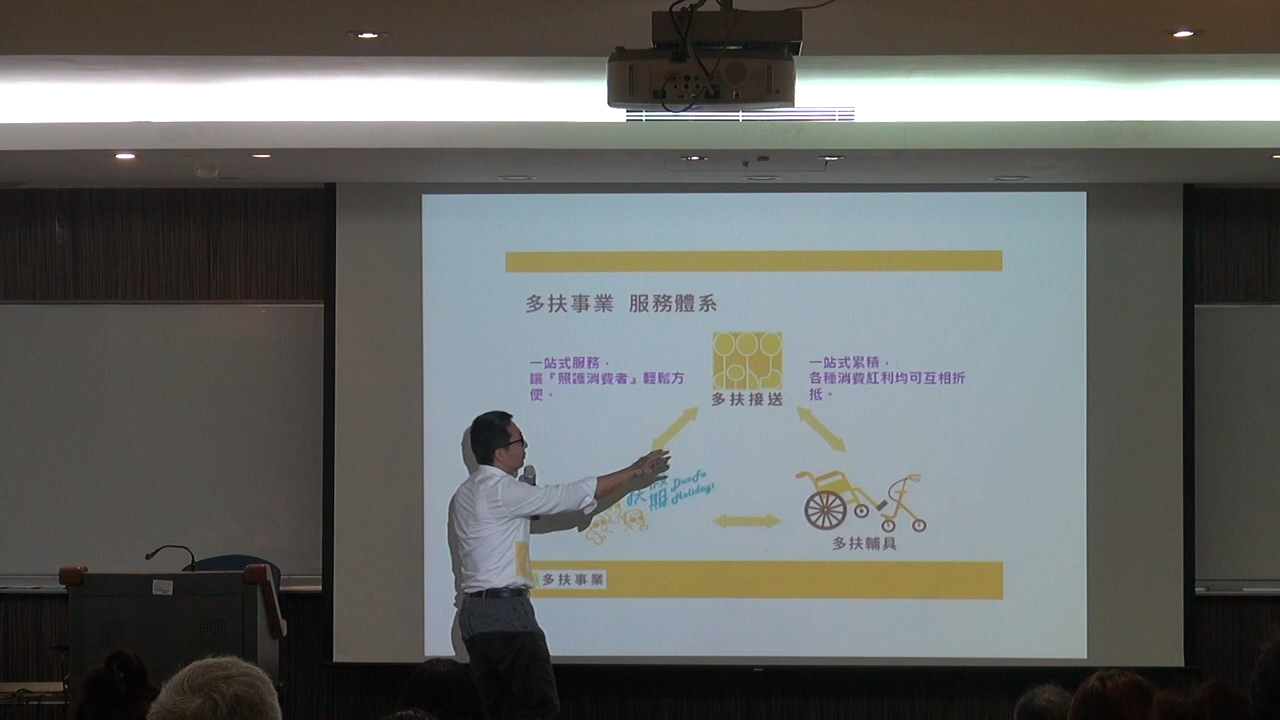 多扶事業 服務體系
一站式服務，
讓『照護消費者』輕鬆方
便。
一站式累積，
各種消費紅利均可互相折
抵。
多扶接送
DuoFu
Holidays
多扶輔具
多扶事業